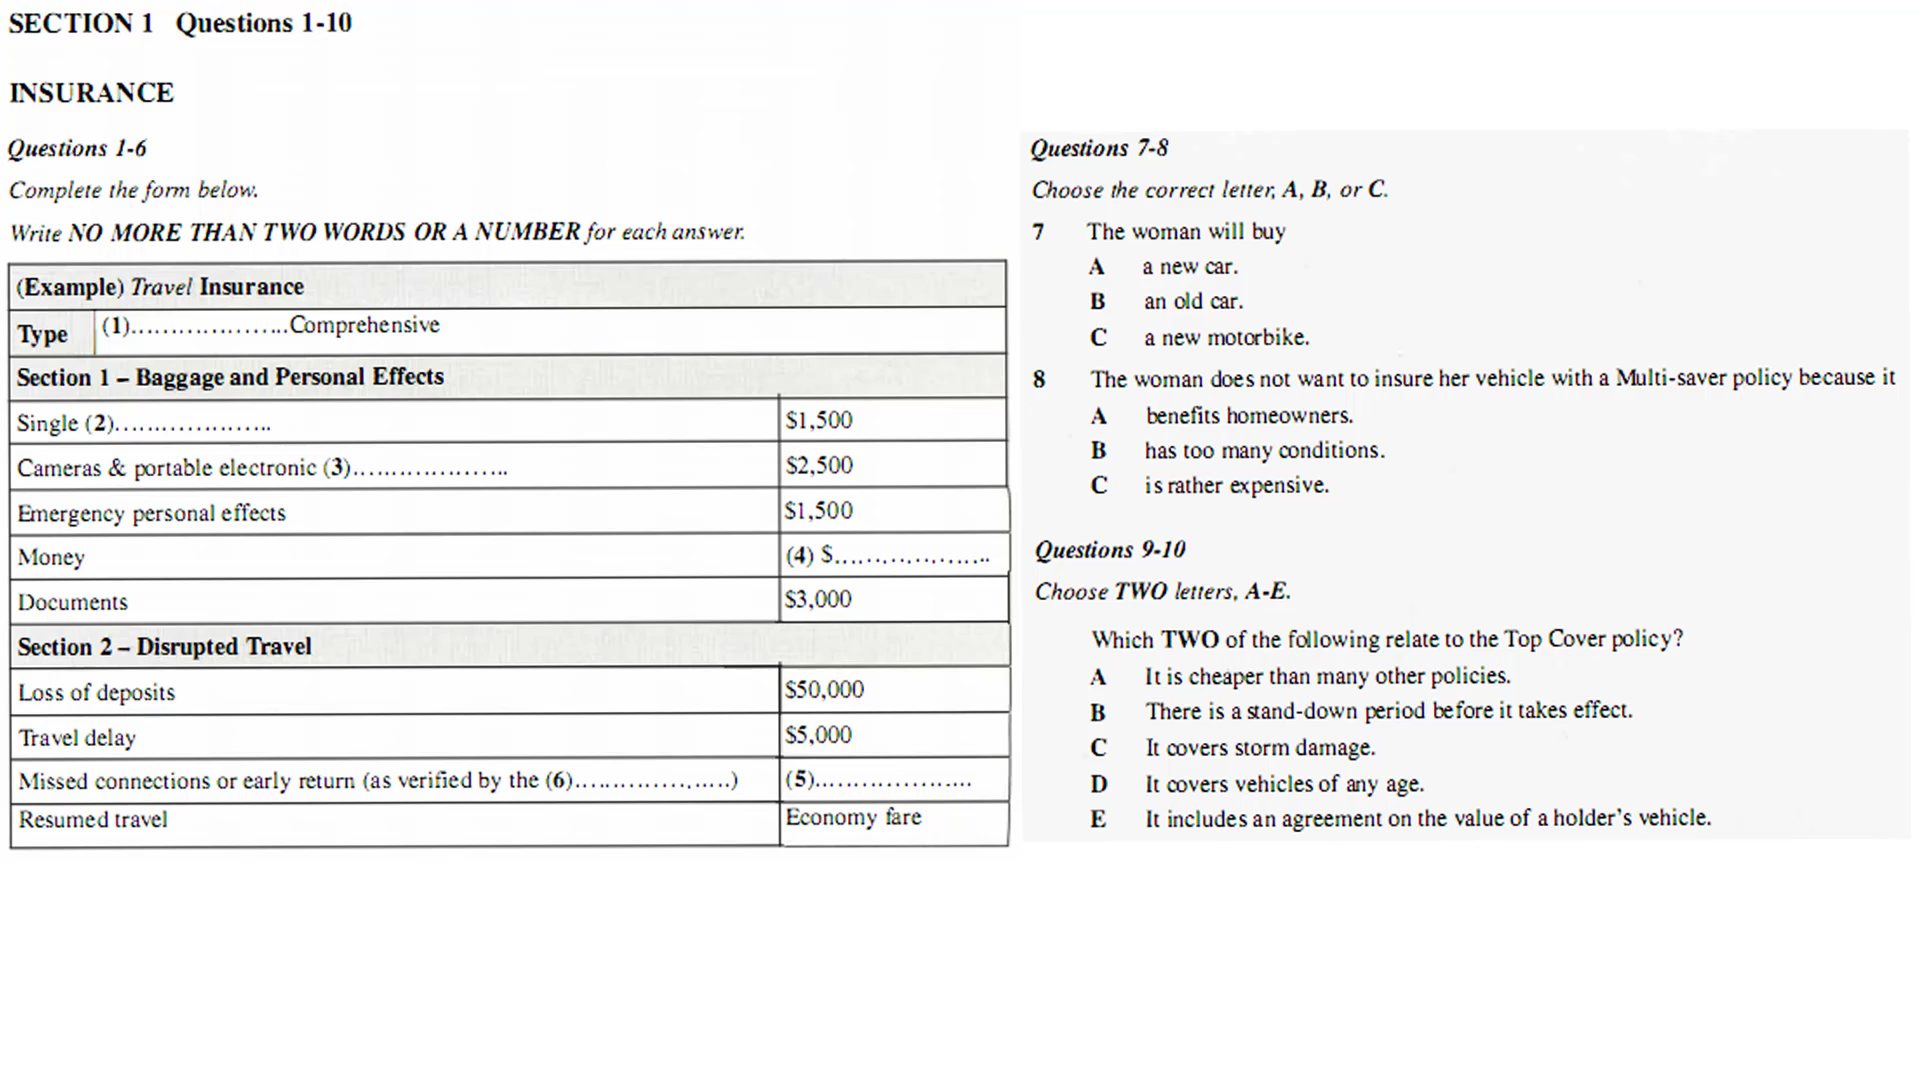 SECTION 1 Questions 1-10
INSURANCE
Questions 1-6
Complete the form below.
Write NO MORE THAN TWO WORDS OR A NUMBER for each answer.
(Example) Travel Insurance
Type (1)....................Comprehensive
Section 1 – Baggage and Personal Effects
Single (2).................... $1,500
Cameras & portable electronic (3).................... $2,500
Emergency personal effects $1,500
Money (4) $....................
Documents $3,000
Section 2 – Disrupted Travel
Loss of deposits $50,000
Travel delay $5,000
Missed connections or early return (as verified by the (6)....................) (5)....................
Resumed travel Economy fare
Questions 7-8
Choose the correct letter, A, B, or C.
7 The woman will buy
A a new car.
B an old car.
C a new motorbike.
8 The woman does not want to insure her vehicle with a Multi-saver policy because it
A benefits homeowners.
B has too many conditions.
C is rather expensive.
Questions 9-10
Choose TWO letters, A-E.
Which TWO of the following relate to the Top Cover policy?
A It is cheaper than many other policies.
B There is a stand-down period before it takes effect.
C It covers storm damage.
D It covers vehicles of any age.
E It includes an agreement on the value of a holder's vehicle.